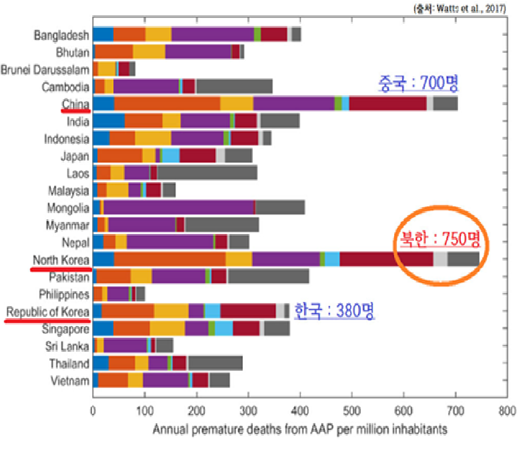 (출처: Watts et al., 2017)
Bangladesh
Bhutan
Brunei Darussalam
Cambodia
중국 : 700명
China
India
Indonesia
Japan
Laos
Malaysia
Mongolia
Myanmar
Nepal
북한 : 750명
North Korea
Pakistan
Philippines
Republic of Korea
한국 : 380명
Singapore
Sri Lanka
Thailand
Vietnam
0 100 200 300 400 500 600 700 800
Annual premature deaths from AAP per million inhabitants